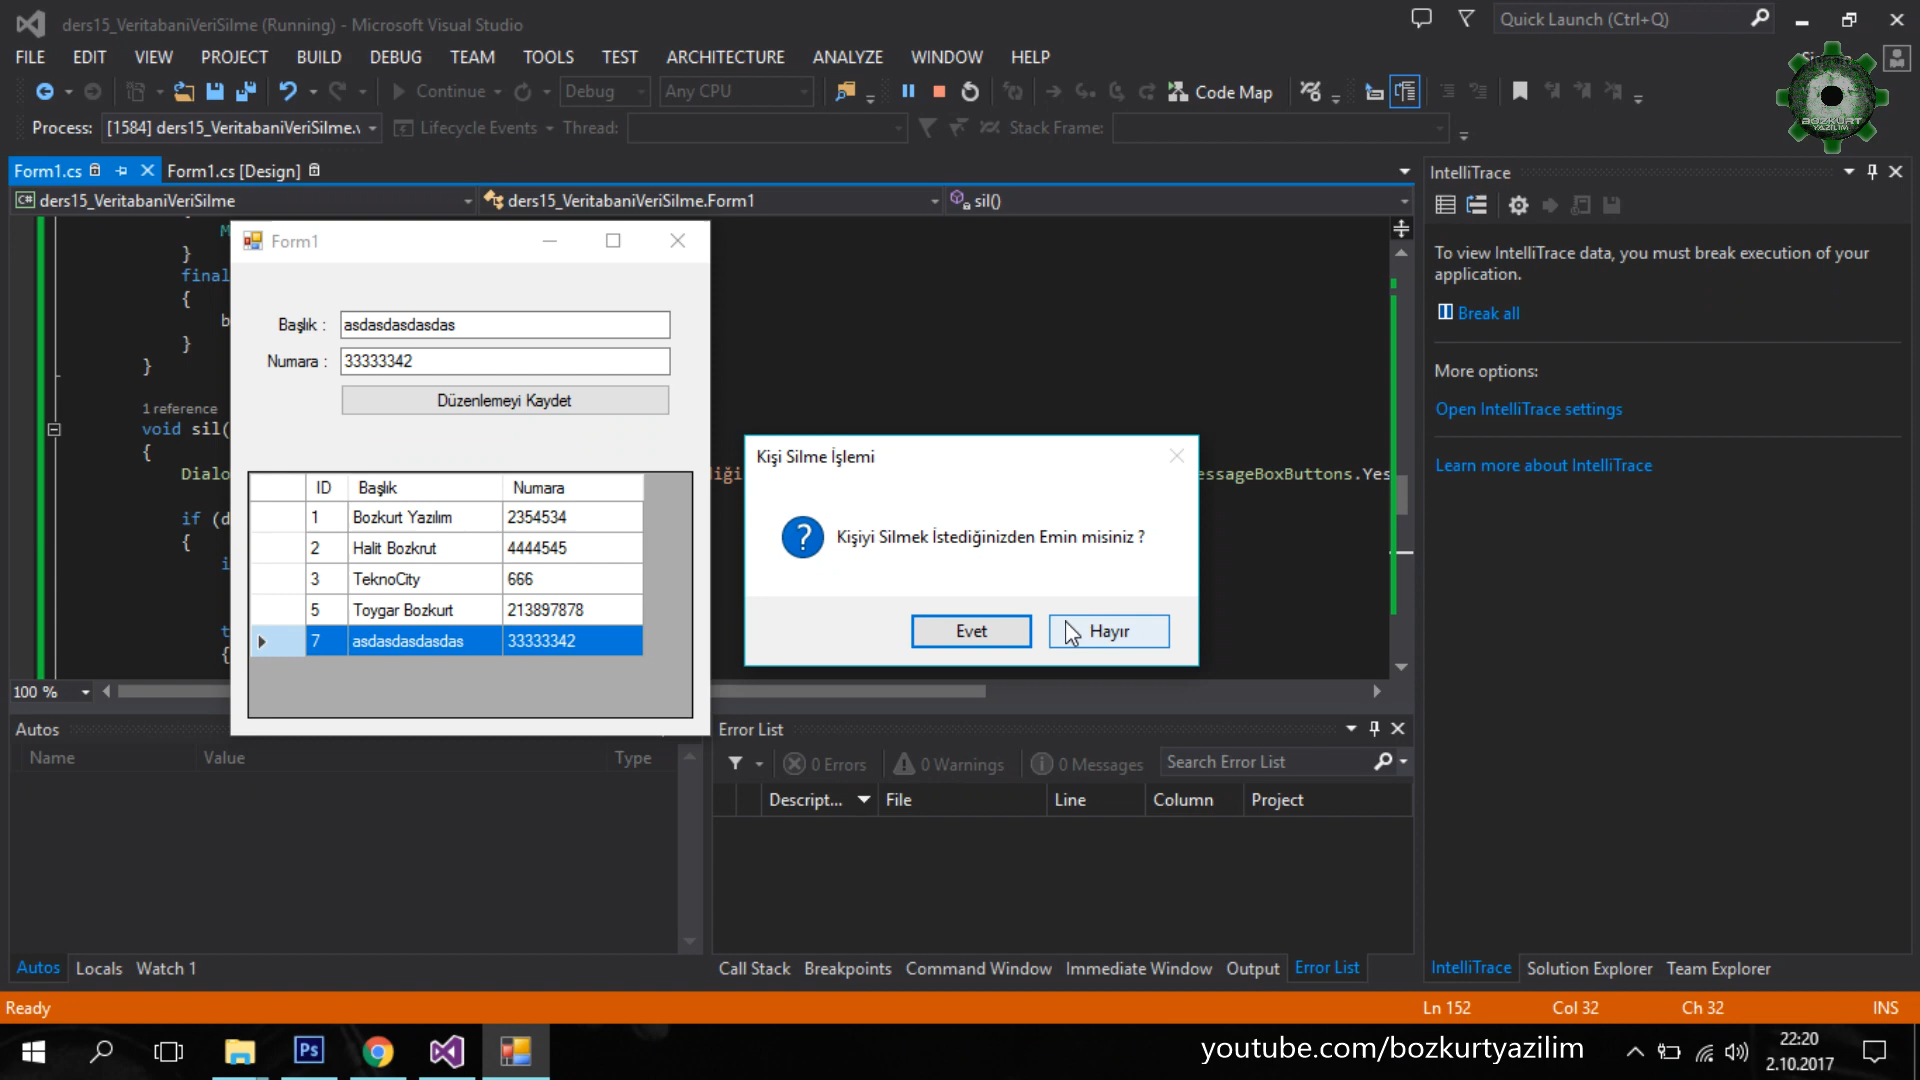 ders15_VeritabaniVeriSilme (Running) - Microsoft Visual Studio
Quick Launch (Ctrl+Q)
FILE EDIT VIEW PROJECT BUILD DEBUG TEAM TOOLS TEST ARCHITECTURE ANALYZE WINDOW HELP
BOZKURT
YAZILIM
Continue Debug Any CPU Code Map
Process: [1584] ders15_VeritabaniVeriSilme.v Lifecycle Events Thread: Stack Frame:
Form1.cs Form1.cs [Design]
ders15_VeritabaniVeriSilme ders15_VeritabaniVeriSilme.Form1 sil()
M
}
final
{
b
}
}
1 reference
void sil(
{
Dialo
essageBoxButtons.Yes
if (d
{
i
t
{
100 %
Form1
Başlık : asdasdasdasdas
Numara : 33333342
Düzenlemeyi Kaydet
ID Başlık Numara
1 Bozkurt Yazılım 2354534
2 Halit Bozkrut 4444545
3 TeknoCity 666
5 Toygar Bozkurt 213897878
7 asdasdasdasdas 33333342
Kişi Silme İşlemi
? Kişiyi Silmek İstediğinizden Emin misiniz ?
Evet Hayır
IntelliTrace
To view IntelliTrace data, you must break execution of your
application.
Break all
More options:
Open IntelliTrace settings
Learn more about IntelliTrace
Autos
Name Value Type
Autos Locals Watch 1
Error List
0 Errors 0 Warnings 0 Messages Search Error List
Descript... File Line Column Project
Call Stack Breakpoints Command Window Immediate Window Output Error List
IntelliTrace Solution Explorer Team Explorer
Ready Ln 152 Col 32 Ch 32 INS
Ps
youtube.com/bozkurtyazilim
22:20
2.10.2017